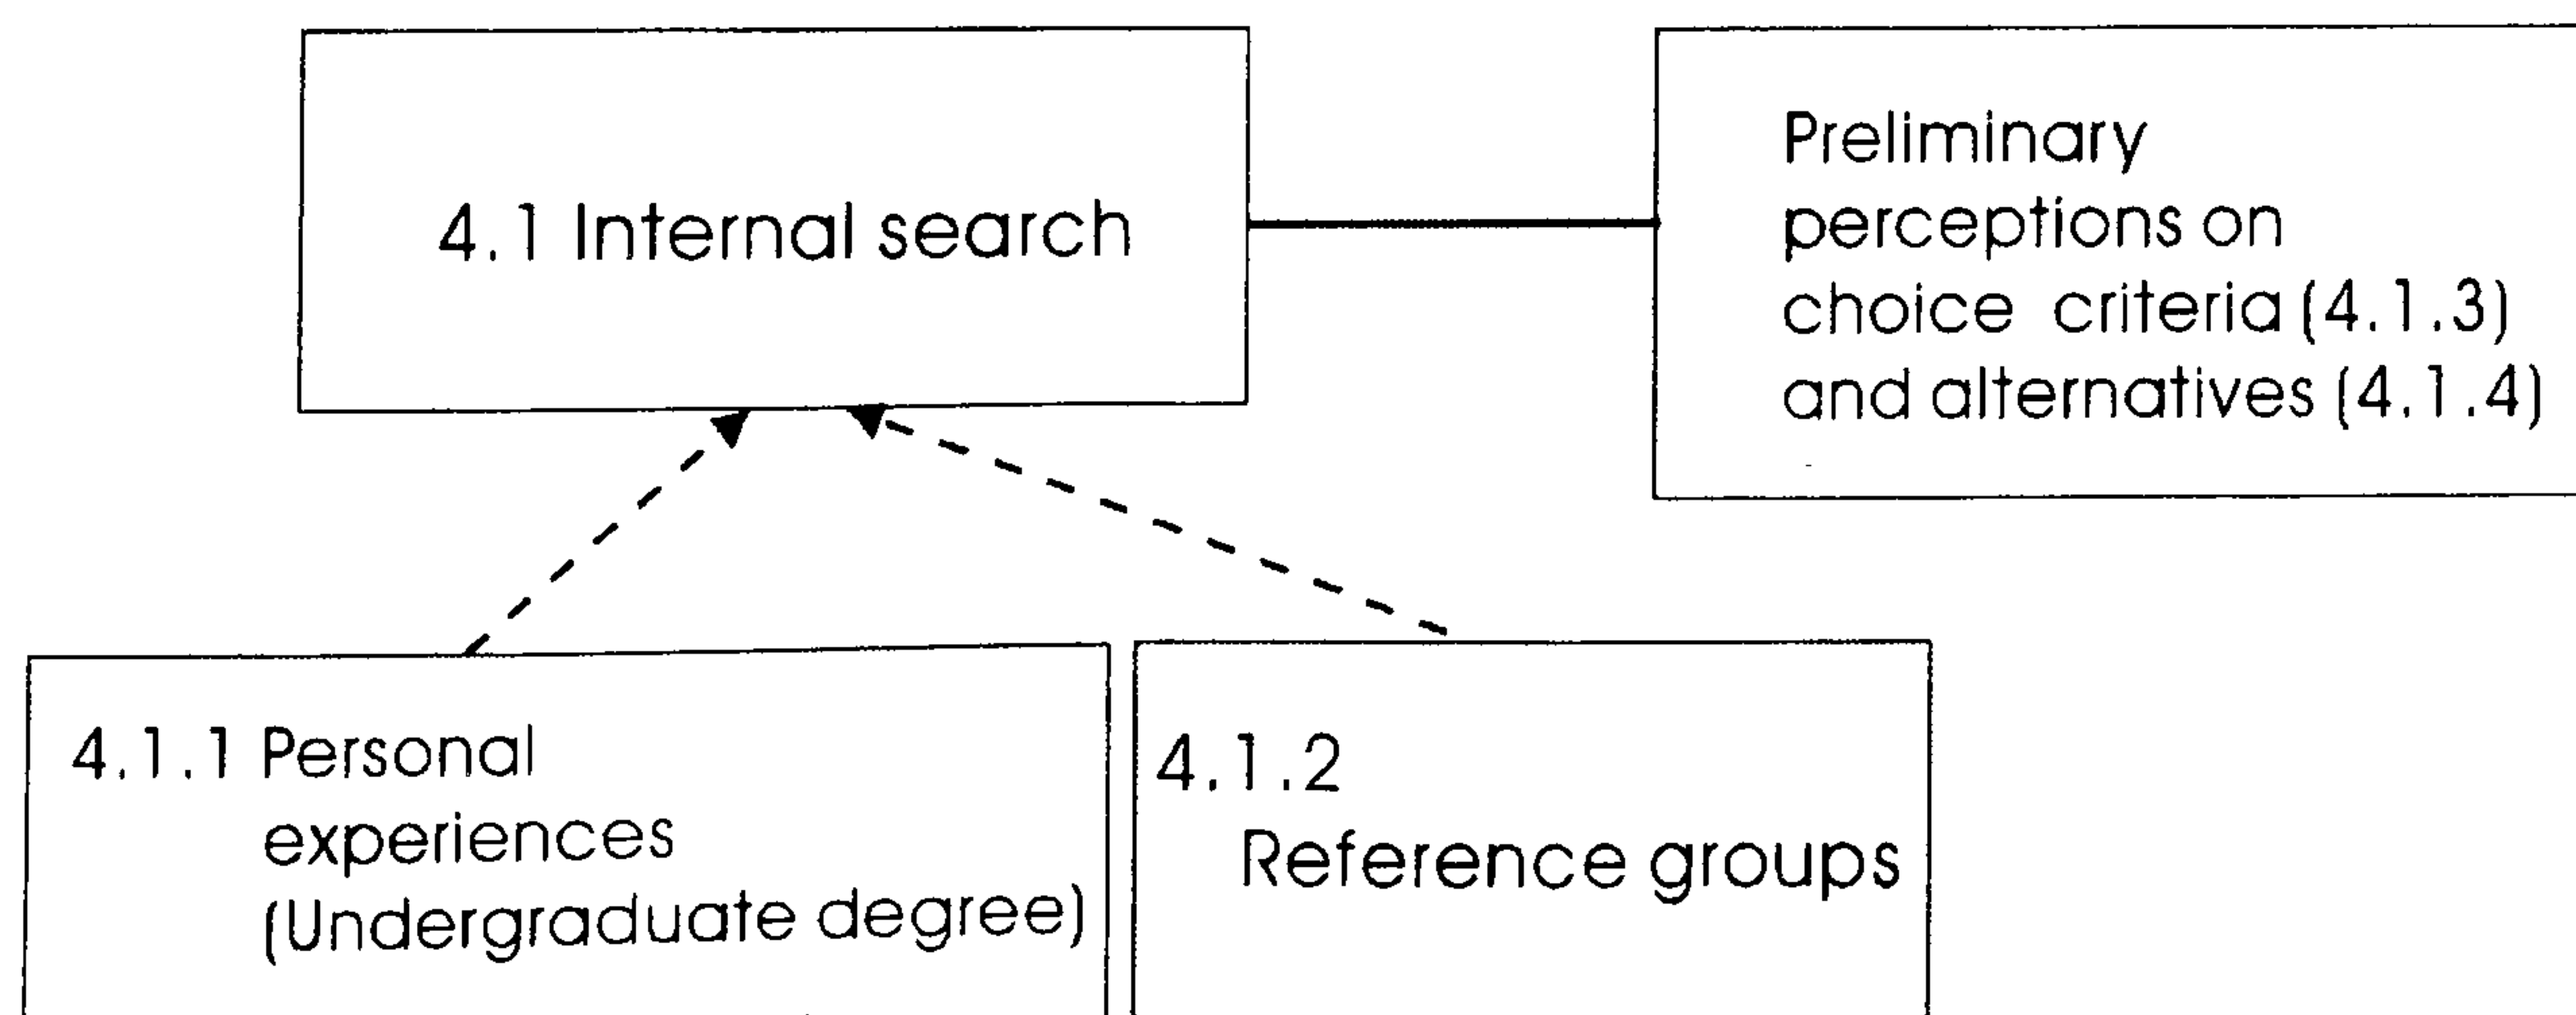 4.1 Internal search
Preliminary
perceptions on
choice criteria (4.1.3)
and alternatives (4.1.4)
4.1.1 Personal
experiences
(Undergraduate degree)
4.1.2
Reference groups